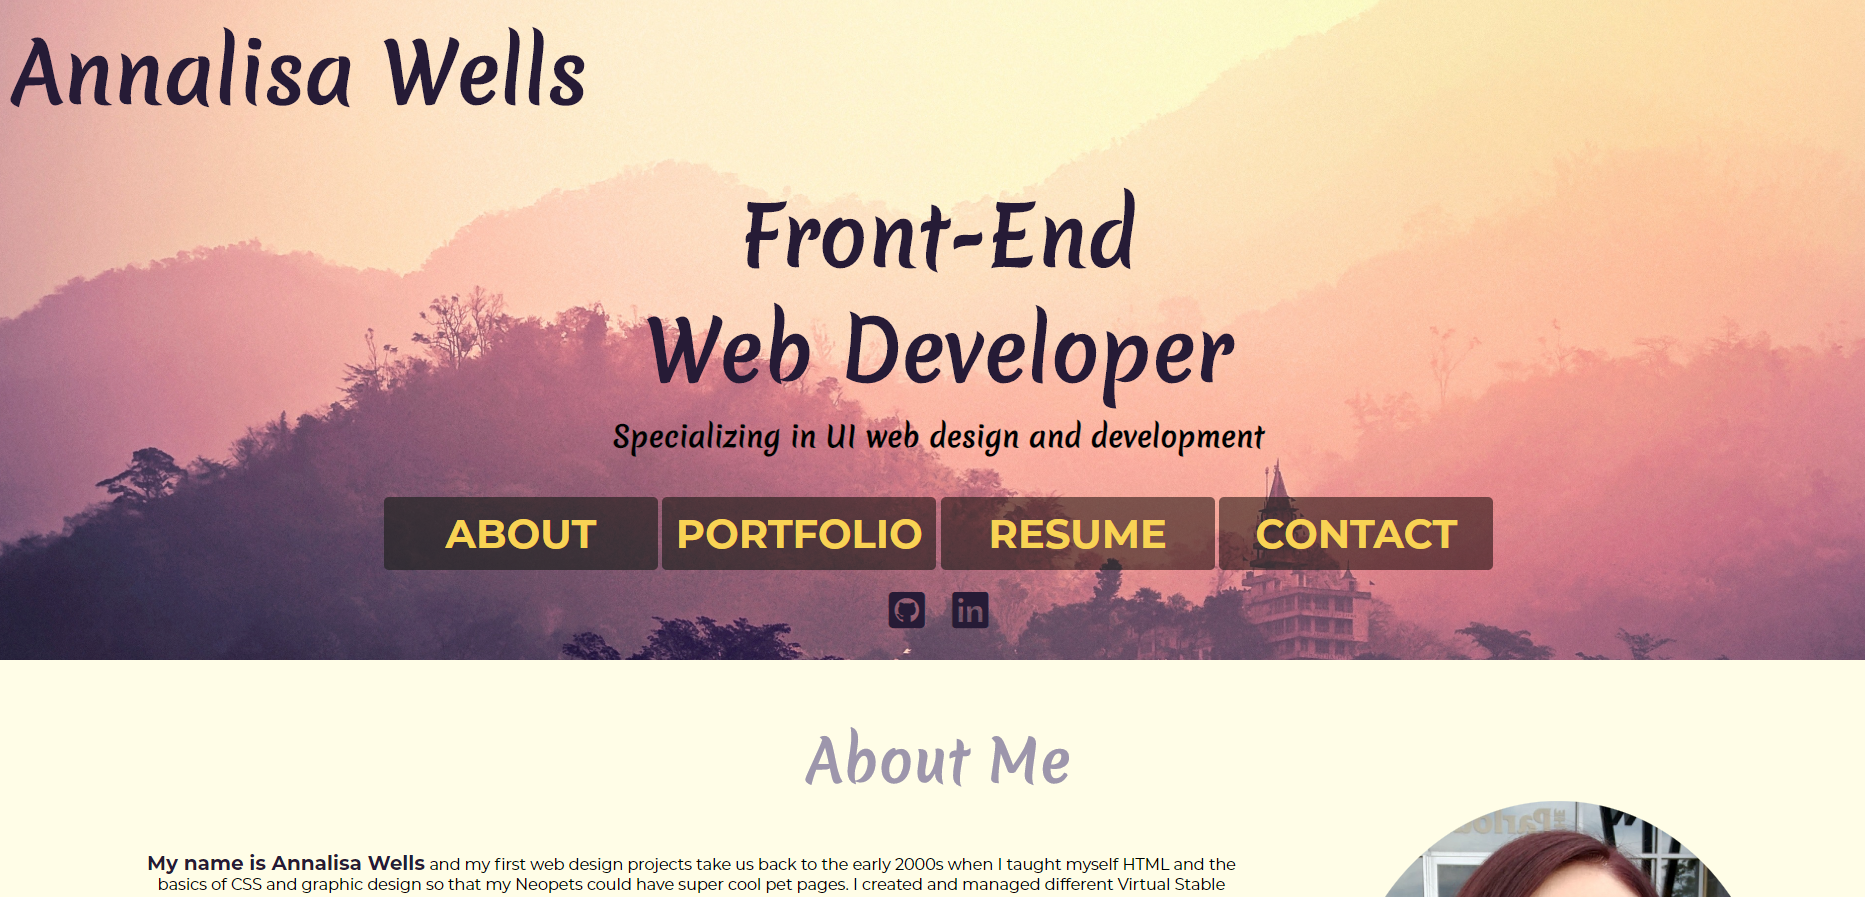 Annalisa Wells
Front-End
Web Developer
Specializing in UI web design and development
ABOUT PORTFOLIO RESUME CONTACT
in
About Me
My name is Annalisa Wells and my first web design projects take us back to the early 2000s when I taught myself HTML and the
basics of CSS and graphic design so that my Neopets could have super cool pet pages. I created and managed different Virtual Stable